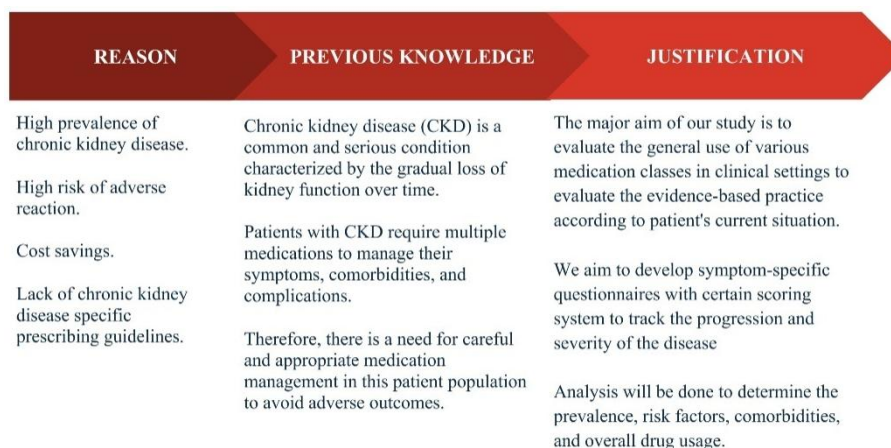 REASON
High prevalence of
chronic kidney disease.
High risk of adverse
reaction.
Cost savings.
Lack of chronic kidney
disease specific
prescribing guidelines.
PREVIOUS KNOWLEDGE
Chronic kidney disease (CKD) is a
common and serious condition
characterized by the gradual loss of
kidney function over time.
Patients with CKD require multiple
medications to manage their
symptoms, comorbidities, and
complications.
Therefore, there is a need for careful
and appropriate medication
management in this patient population
to avoid adverse outcomes.
JUSTIFICATION
The major aim of our study is to
evaluate the general use of various
medication classes in clinical settings to
evaluate the evidence-based practice
according to patient's current situation.
We aim to develop symptom-specific
questionnaires with certain scoring
system to track the progression and
severity of the disease
Analysis will be done to determine the
prevalence, risk factors, comorbidities,
and overall drug usage.